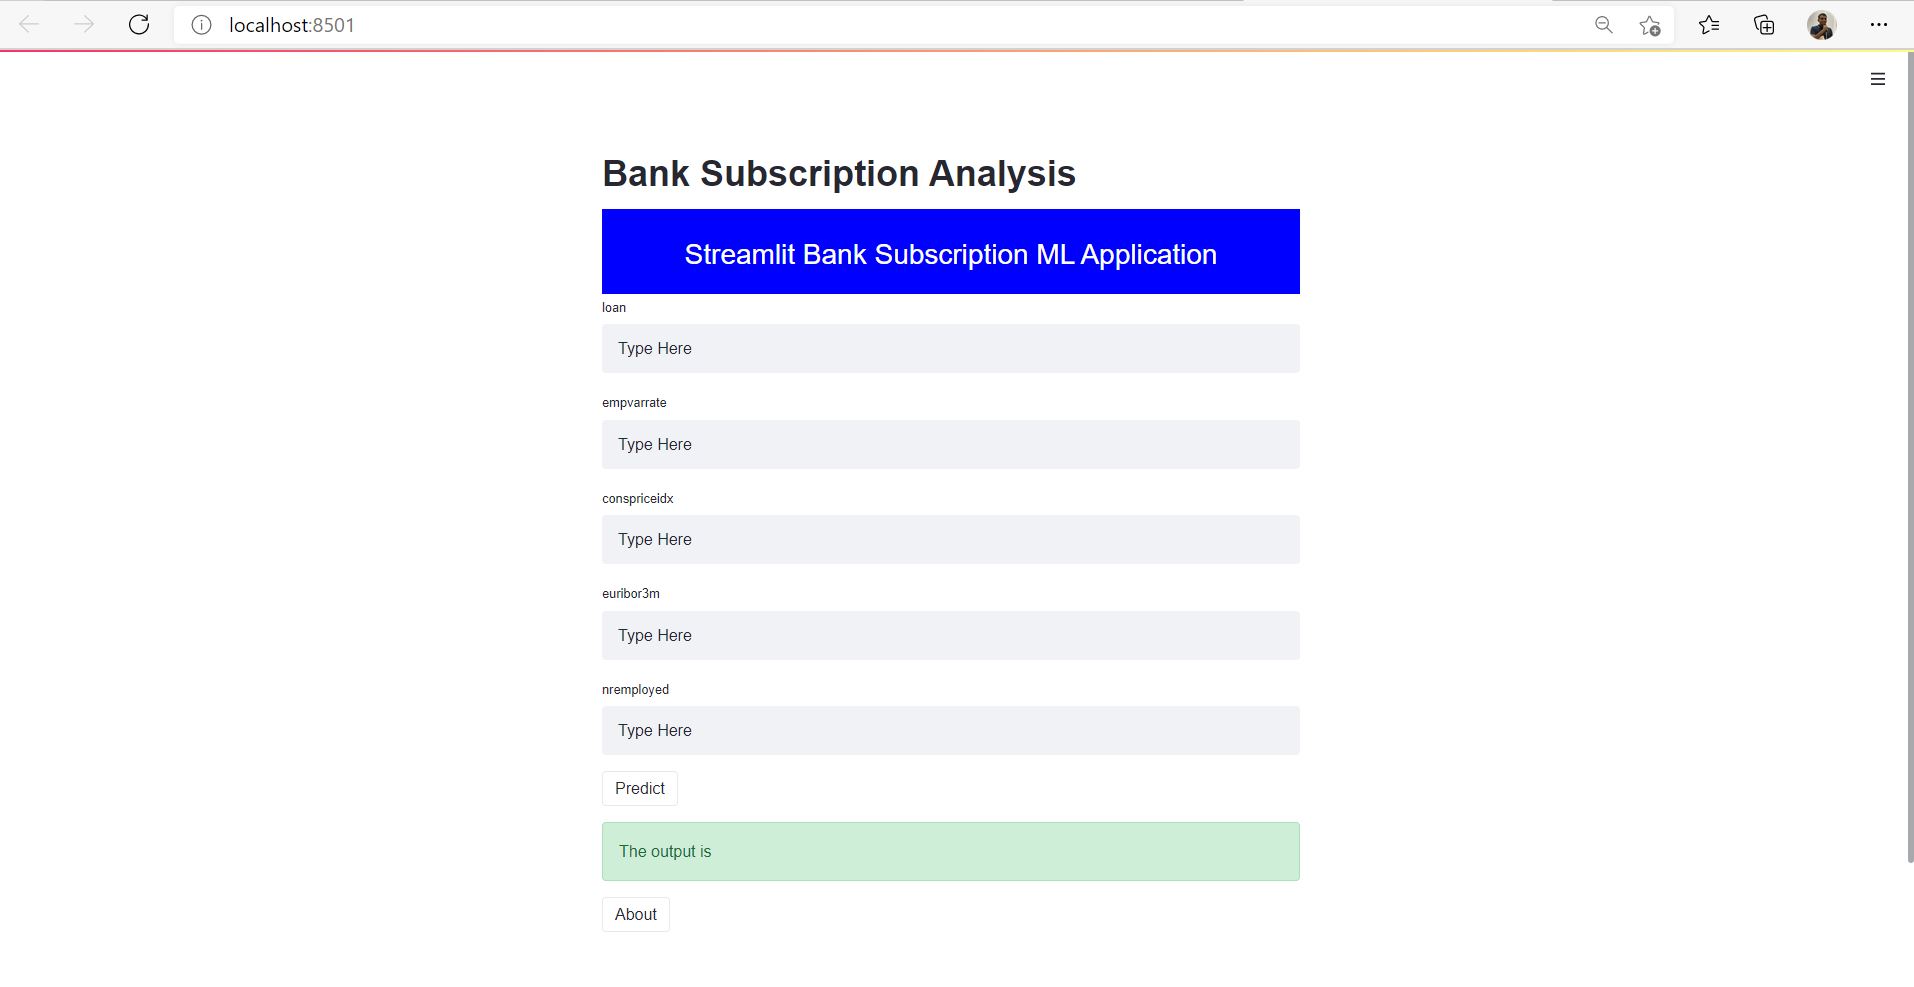 localhost:8501
Bank Subscription Analysis
Streamlit Bank Subscription ML Application
loan
Type Here
empvarrate
Type Here
conspriceidx
Type Here
euribor3m
Type Here
nremployed
Type Here
Predict
The output is
About